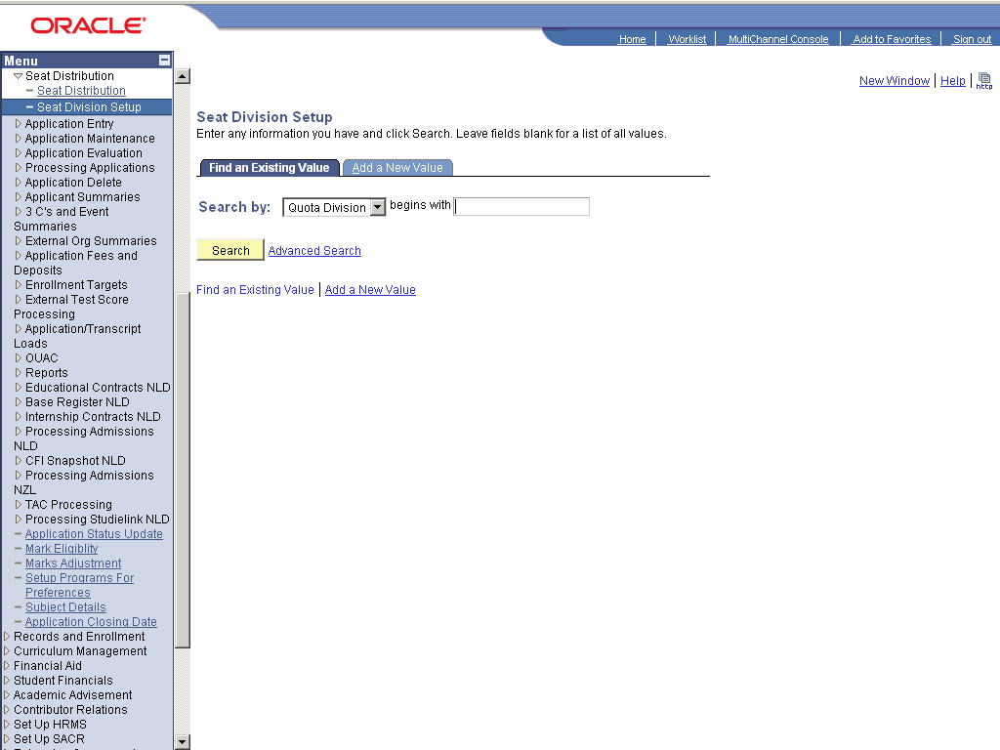 ORACLE®
Home Worklist MultiChannel Console Add to Favorites Sign out
Menu
Seat Distribution
Seat Distribution
Seat Division Setup
Application Entry
Application Maintenance
Application Evaluation
Processing Applications
Application Delete
Applicant Summaries
3 C's and Event
Summaries
External Org Summaries
Application Fees and
Deposits
Enrollment Targets
External Test Score
Processing
Application/Transcript
Loads
OUAC
Reports
Educational Contracts NLD
Base Register NLD
Internship Contracts NLD
Processing Admissions
NLD
CFI Snapshot NLD
Processing Admissions
NZL
TAC Processing
Processing Studielink NLD
Application Status Update
Mark Eligiblity
Marks Adjustment
Setup Programs For
Preferences
Subject Details
Application Closing Date
Records and Enrollment
Curriculum Management
Financial Aid
Student Financials
Academic Advisement
Contributor Relations
Set Up HRMS
Set Up SACR
New Window | Help | http
Seat Division Setup
Enter any information you have and click Search. Leave fields blank for a list of all values.
Find an Existing Value Add a New Value
Search by: Quota Division begins with
Search Advanced Search
Find an Existing Value | Add a New Value